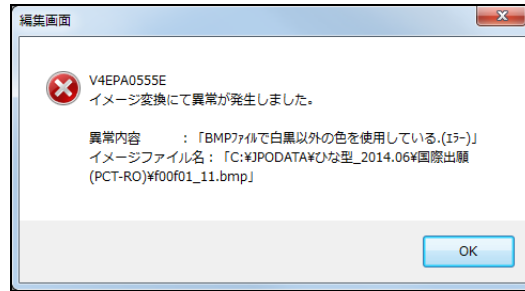 編集画面
V4EPA0555E
イメージ変換にて異常が発生しました。
異常内容　　：「BMPﾌｧｲﾙで白黒以外の色を使用している.(ｴﾗｰ)」
イメージファイル名：「C:¥JPODATA¥ひな型_2014.06¥国際出願
(PCT-RO)¥f00f01_11.bmp」
OK